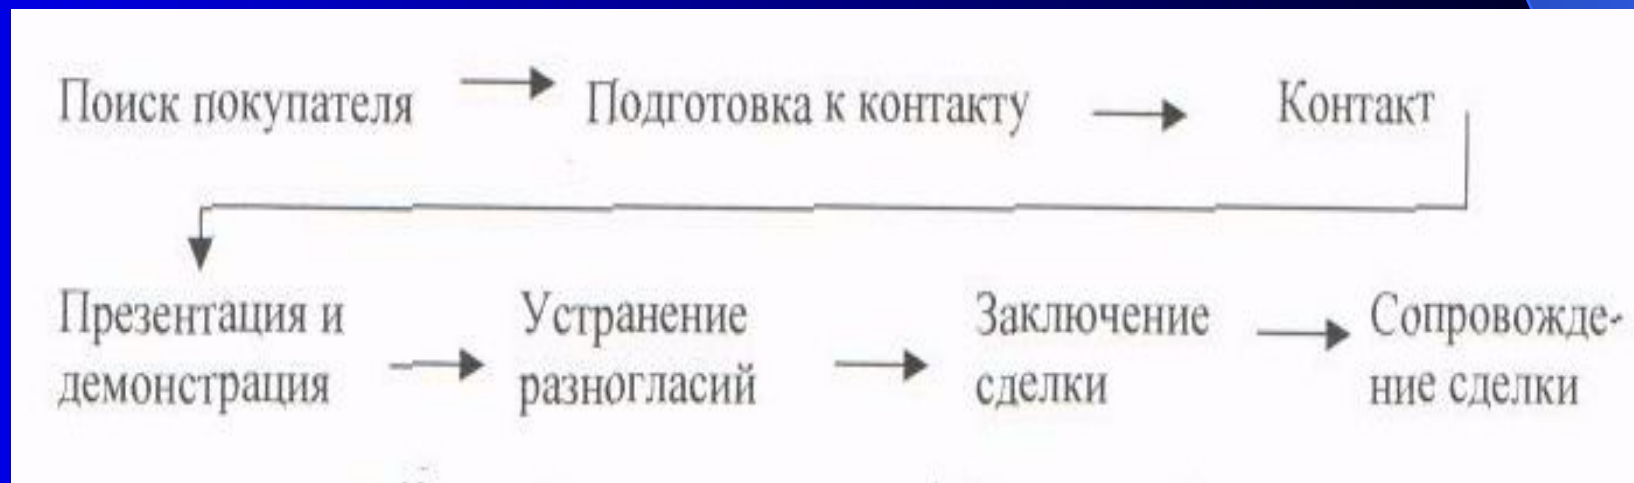 Поиск покупателя Подготовка к контакту Контакт
Презентация и Устранение Заключение Сопровожде-
демонстрация разногласий сделки ние сделки